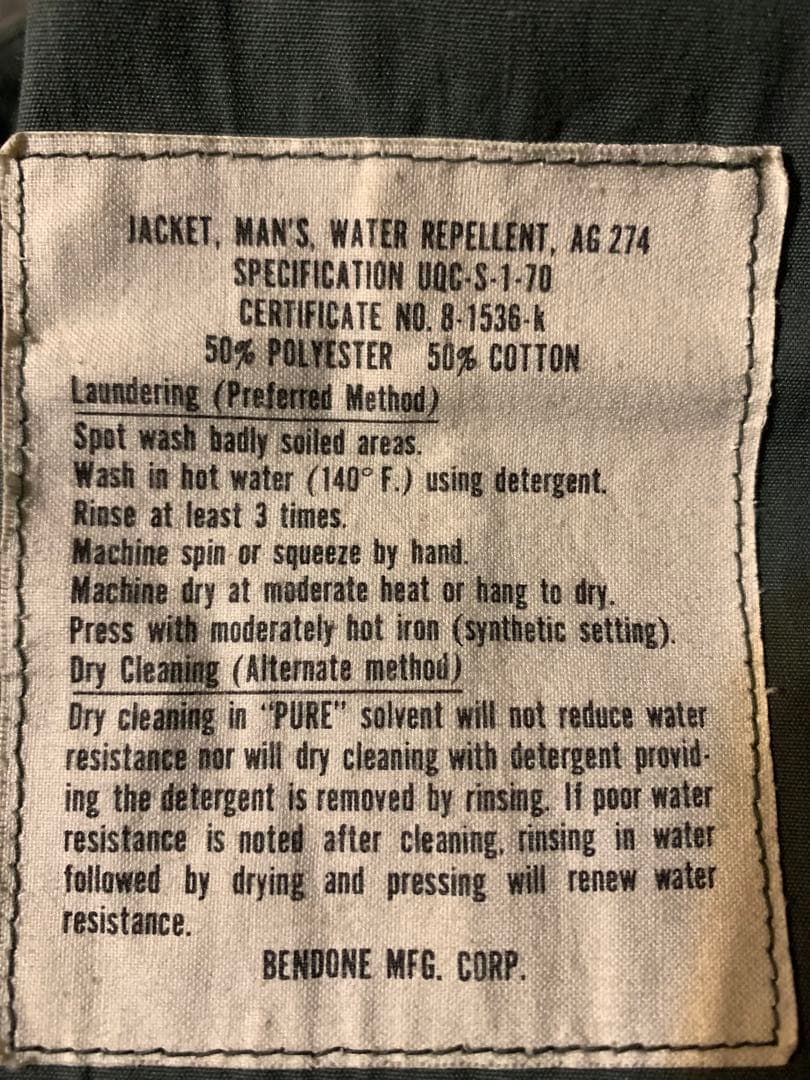 JACKET, MAN'S, WATER REPELLENT, AG 274
SPECIFICATION UQC-S-1-70
CERTIFICATE NO. 8-1536-k
50% POLYESTER 50% COTTON
Laundering (Preferred Method)
Spot wash badly soiled areas.
Wash in hot water (140° F.) using detergent.
Rinse at least 3 times.
Machine spin or squeeze by hand.
Machine dry at moderate heat or hang to dry.
Press with moderately hot iron (synthetic setting).
Dry Cleaning (Alternate method)
Dry cleaning in "PURE" solvent will not reduce water
resistance nor will dry cleaning with detergent provid-
ing the detergent is removed by rinsing. If poor water
resistance is noted after cleaning, rinsing in water
followed by drying and pressing will renew water
resistance.
BENDONE MFG. CORP.